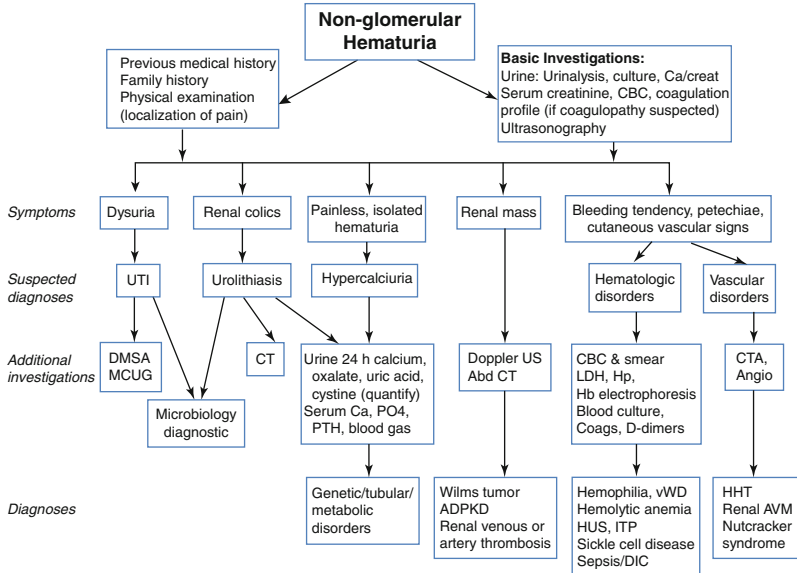 Non-glomerular
Hematuria
Previous medical history
Family history
Physical examination
(localization of pain)
Basic Investigations:
Urine: Urinalysis, culture, Ca/creat
Serum creatinine, CBC, coagulation
profile (if coagulopathy suspected)
Ultrasonography
Symptoms
Dysuria
Renal colics
Painless, isolated
hematuria
Renal mass
Bleeding tendency, petechiae,
cutaneous vascular signs
Suspected
diagnoses
UTI
Urolithiasis
Hypercalciuria
Hematologic
disorders
Vascular
disorders
Additional
investigations
DMSA
MCUG
Microbiology
diagnostic
CT
Urine 24 h calcium,
oxalate, uric acid,
cystine (quantify)
Serum Ca, PO4,
PTH, blood gas
Doppler US
Abd CT
CBC & smear
LDH, Hp,
Hb electrophoresis
Blood culture,
Coags, D-dimers
CTA,
Angio
Diagnoses
Genetic/tubular/
metabolic
disorders
Wilms tumor
ADPKD
Renal venous or
artery thrombosis
Hemophilia, vWD
Hemolytic anemia
HUS, ITP
Sickle cell disease
Sepsis/DIC
HHT
Renal AVM
Nutcracker
syndrome